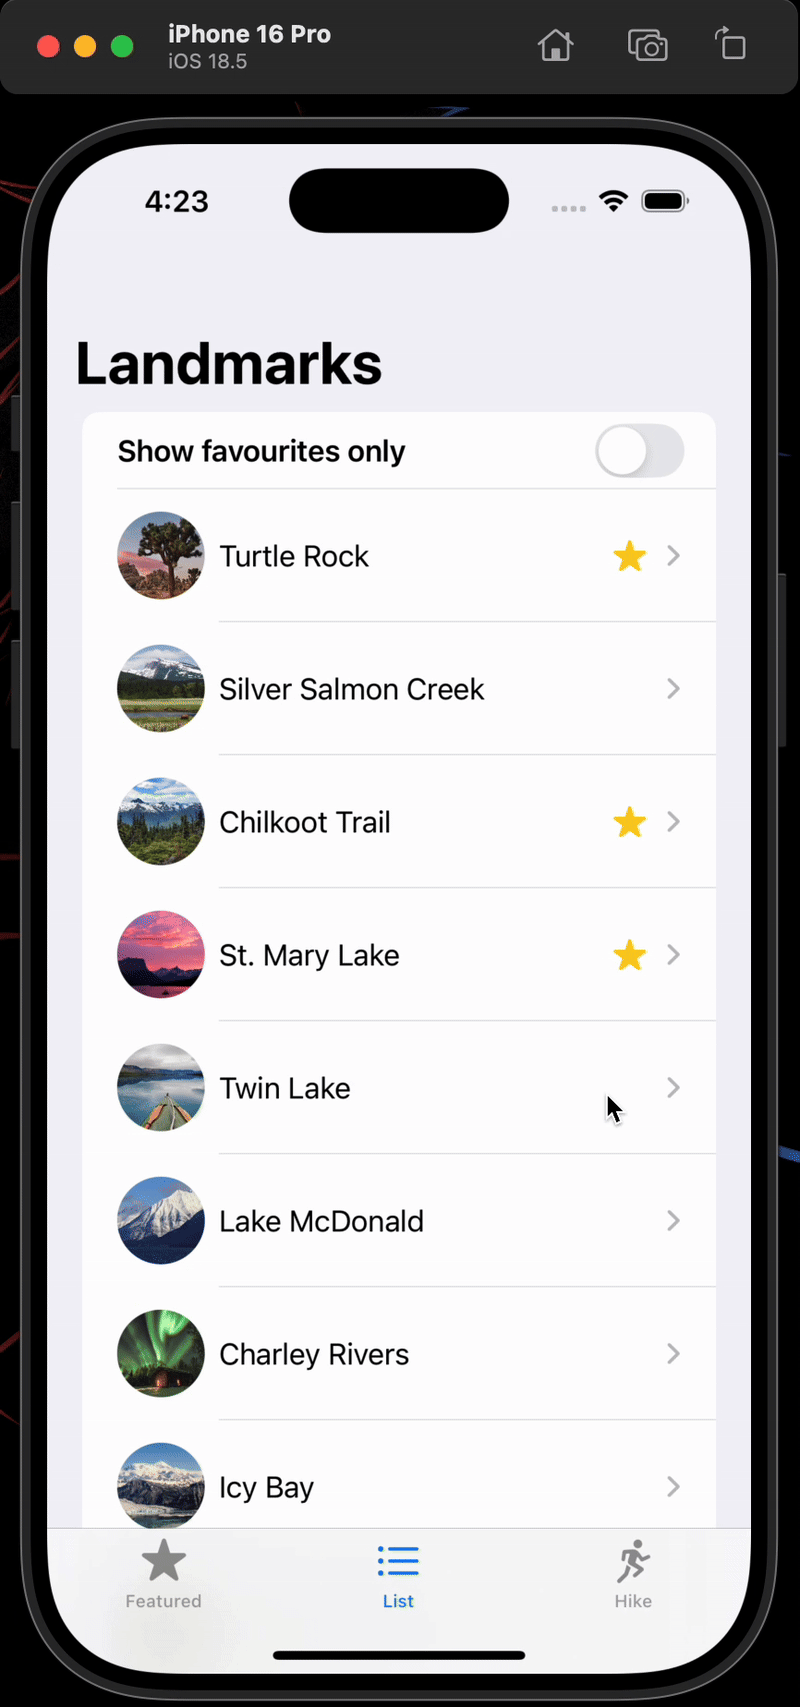 iPhone 16 Pro
iOS 18.5
4:23
Landmarks
Show favourites only
Turtle Rock
Silver Salmon Creek
Chilkoot Trail
St. Mary Lake
Twin Lake
Lake McDonald
Charley Rivers
Icy Bay
Featured
List
Hike